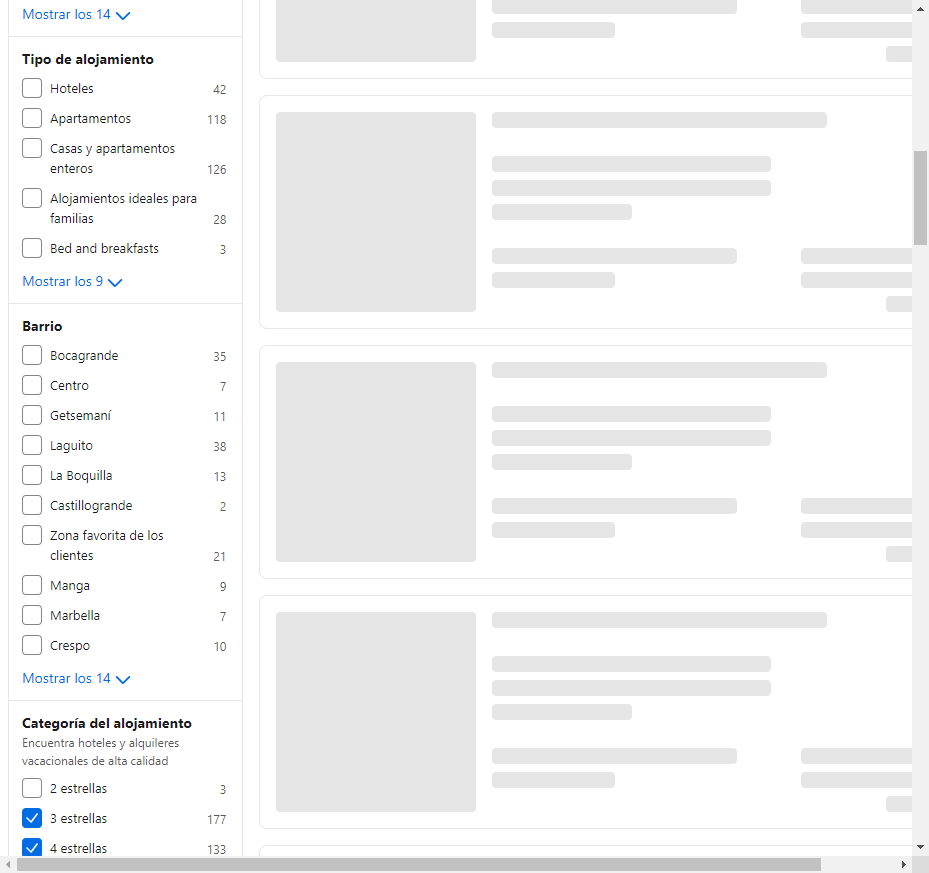 Mostrar los 14
Tipo de alojamiento
Hoteles 42
Apartamentos 118
Casas y apartamentos
enteros 126
Alojamientos ideales para
familias 28
Bed and breakfasts 3
Mostrar los 9
Barrio
Bocagrande 35
Centro 7
Getsemaní 11
Laguito 38
La Boquilla 13
Castillogrande 2
Zona favorita de los
clientes 21
Manga 9
Marbella 7
Crespo 10
Mostrar los 14
Categoría del alojamiento
Encuentra hoteles y alquileres
vacacionales de alta calidad
2 estrellas 3
3 estrellas 177
4 estrellas 133